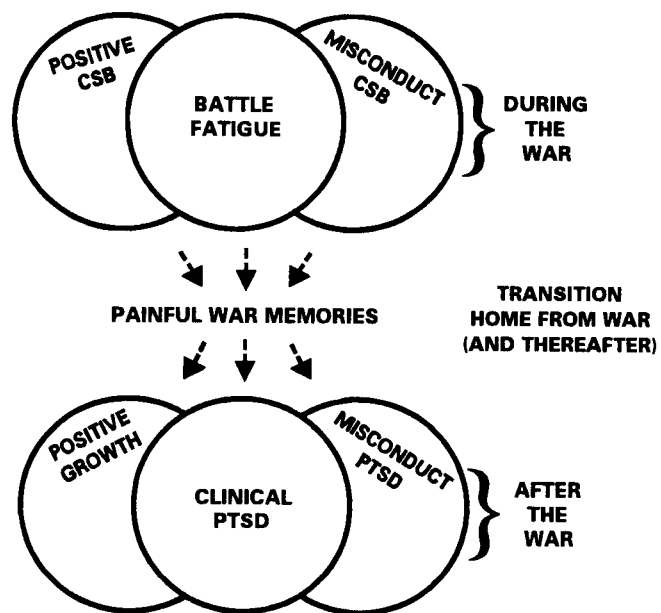 POSITIVE
CSB
BATTLE
FATIGUE
MISCONDUCT
CSB
DURING
THE
WAR
PAINFUL WAR MEMORIES
TRANSITION
HOME FROM WAR
(AND THEREAFTER)
POSITIVE
GROWTH
CLINICAL
PTSD
MISCONDUCT
PTSD
AFTER
THE
WAR